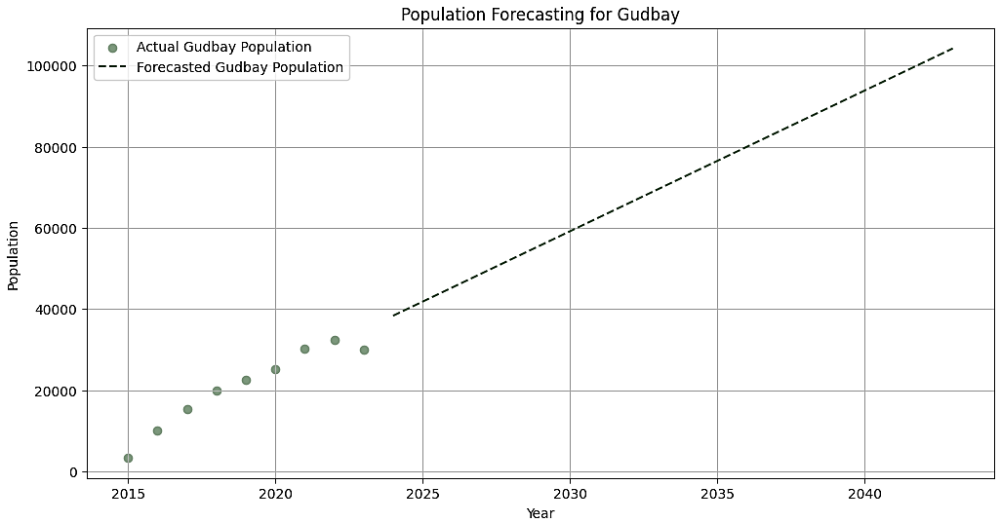 Population Forecasting for Gudbay
Actual Gudbay Population
Forecasted Gudbay Population
Population
100000
80000
60000
40000
20000
0
2015 2020 2025 2030 2035 2040
Year